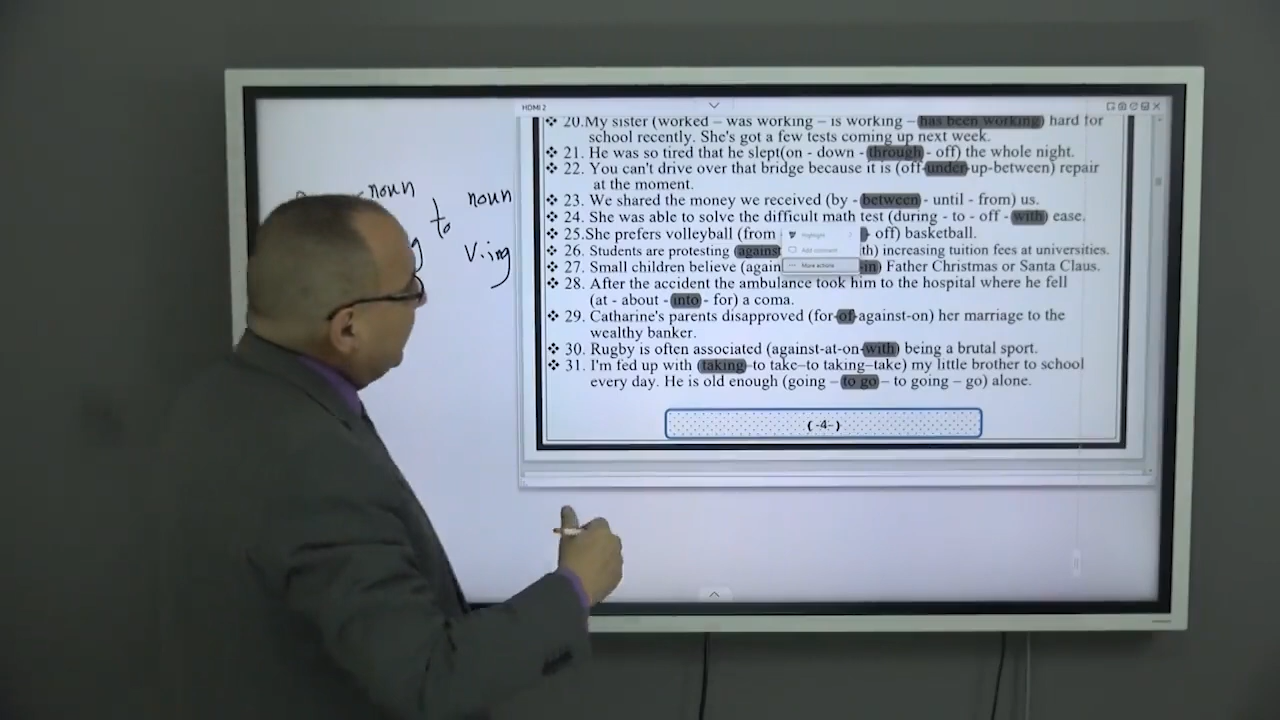 HDMI 2
noun
to
noun
V.ing
❖ 20.My sister (worked – was working – is working – has been working) hard for
school recently. She's got a few tests coming up next week.
❖ 21. He was so tired that he slept(on - down - through - off) the whole night.
❖ 22. You can't drive over that bridge because it is (off-under-up-between) repair
at the moment.
❖ 23. We shared the money we received (by - between - until - from) us.
❖ 24. She was able to solve the difficult math test (during - to - off - with) ease.
❖ 25.She prefers volleyball (from off) basketball.
❖ 26. Students are protesting (against th) increasing tuition fees at universities.
❖ 27. Small children believe (again in) Father Christmas or Santa Claus.
Highlight
Add comment
More actions
❖ 28. After the accident the ambulance took him to the hospital where he fell
(at - about - into - for) a coma.
❖ 29. Catharine's parents disapproved (for-of-against-on) her marriage to the
wealthy banker.
❖ 30. Rugby is often associated (against-at-on-with) being a brutal sport.
❖ 31. I'm fed up with (taking–to take–to taking–take) my little brother to school
every day. He is old enough (going – to go – to going – go) alone.
( -4- )